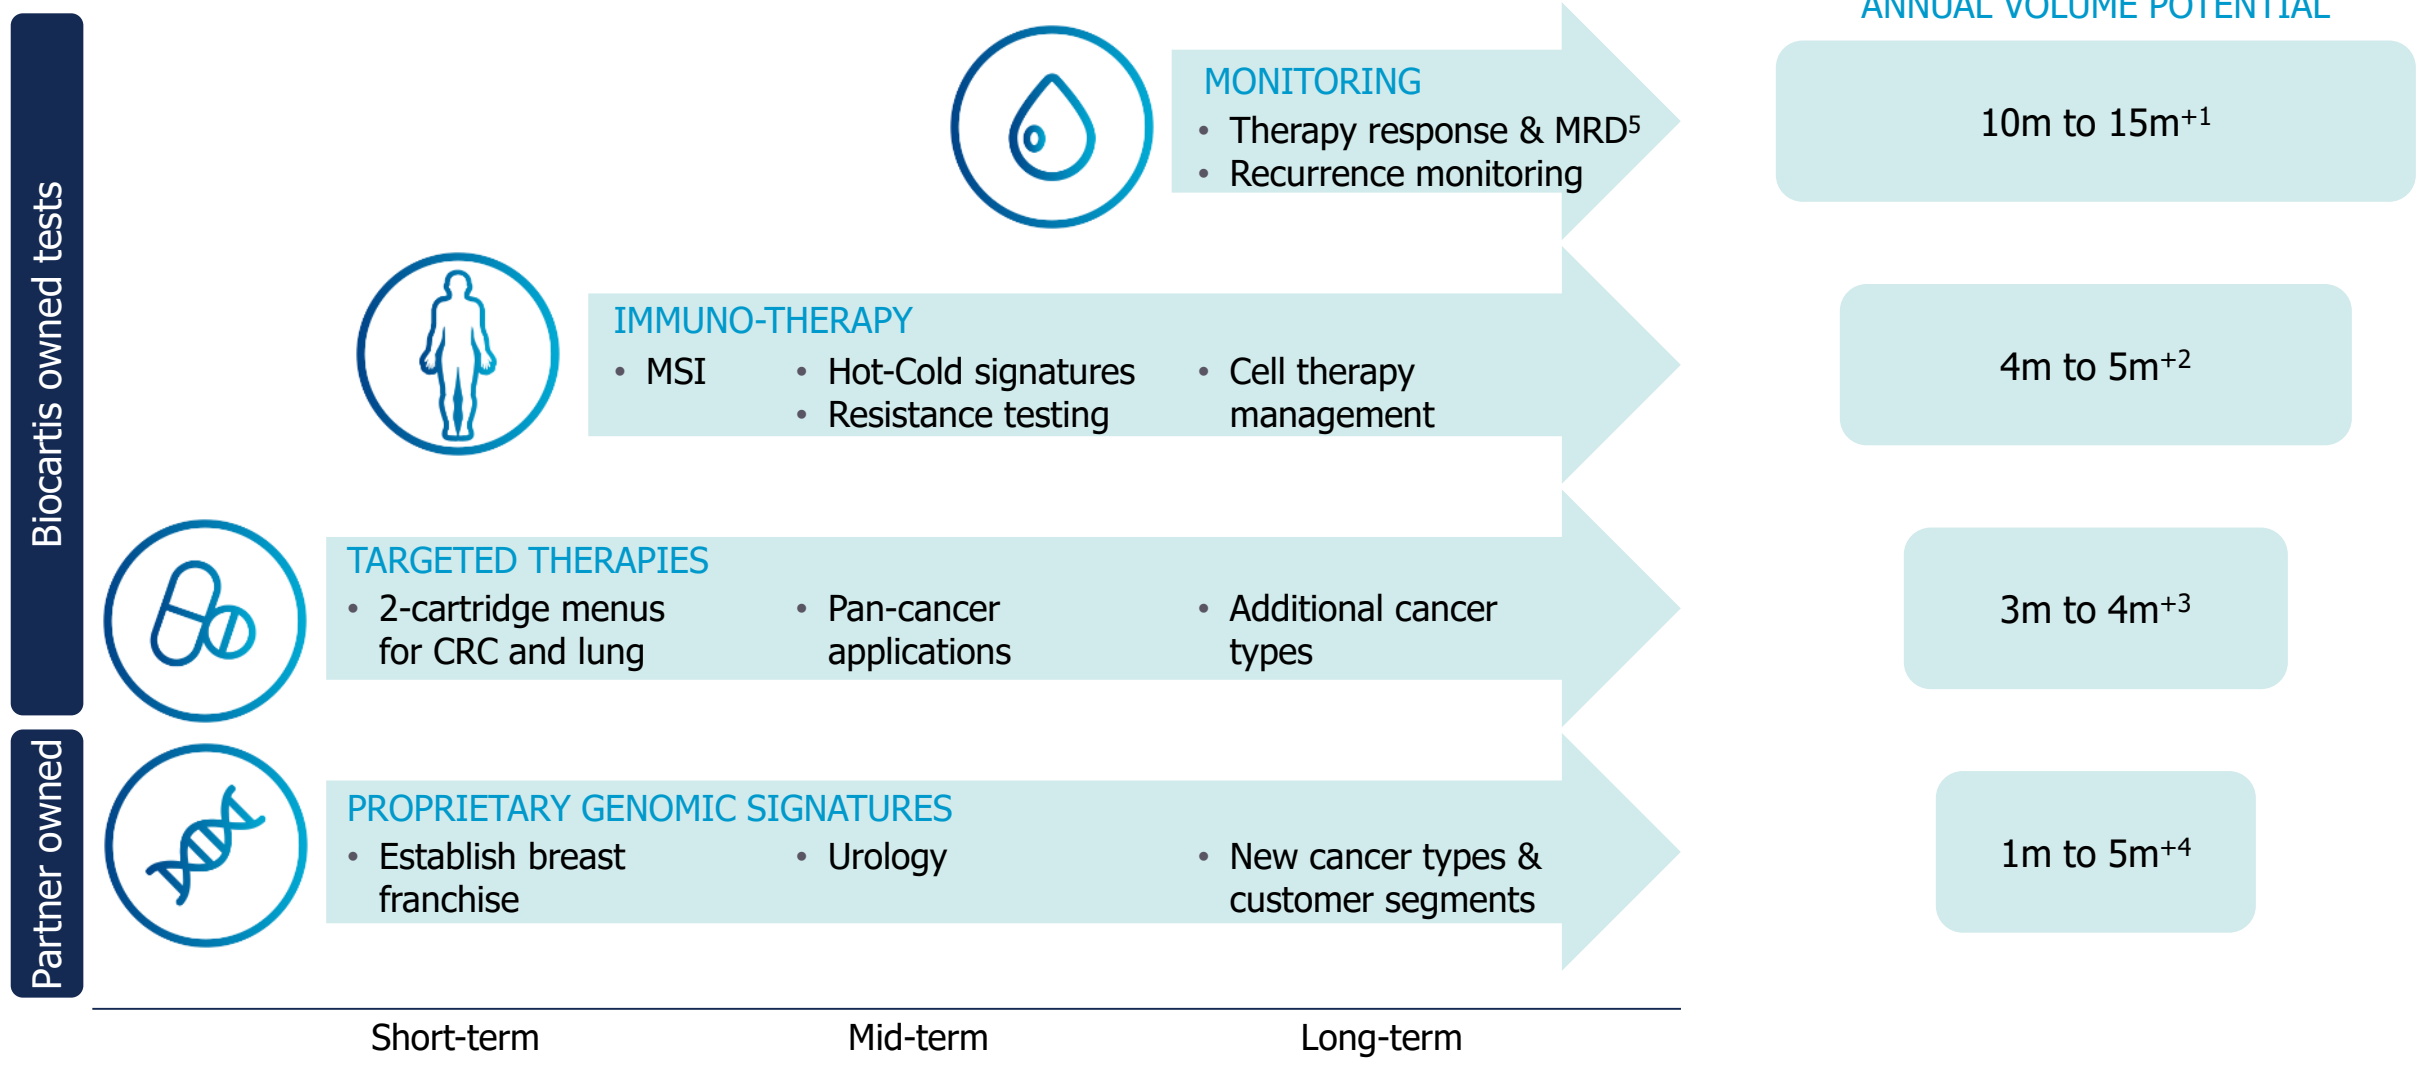 ANNUAL VOLUME POTENTIAL
Biocartis owned tests
MONITORING
• Therapy response & MRD⁵
• Recurrence monitoring
10m to 15m⁺¹
IMMUNO-THERAPY
• MSI
• Hot-Cold signatures
• Resistance testing
• Cell therapy
management
4m to 5m⁺²
TARGETED THERAPIES
• 2-cartridge menus
for CRC and lung
• Pan-cancer
applications
• Additional cancer
types
3m to 4m⁺³
Partner owned
PROPRIETARY GENOMIC SIGNATURES
• Establish breast
franchise
• Urology
• New cancer types &
customer segments
1m to 5m⁺⁴
Short-term
Mid-term
Long-term